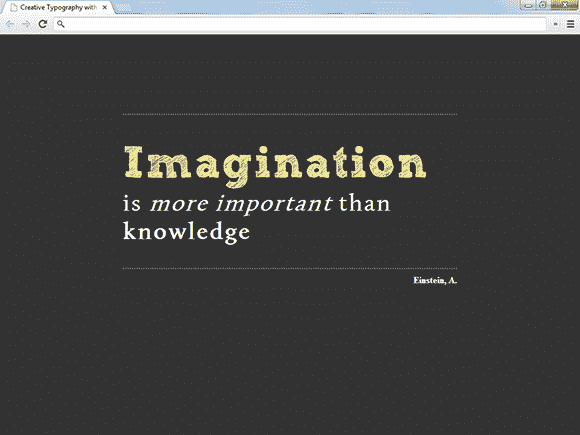 Creative Typography with
Imagination
is more important than
knowledge
Einstein, A.